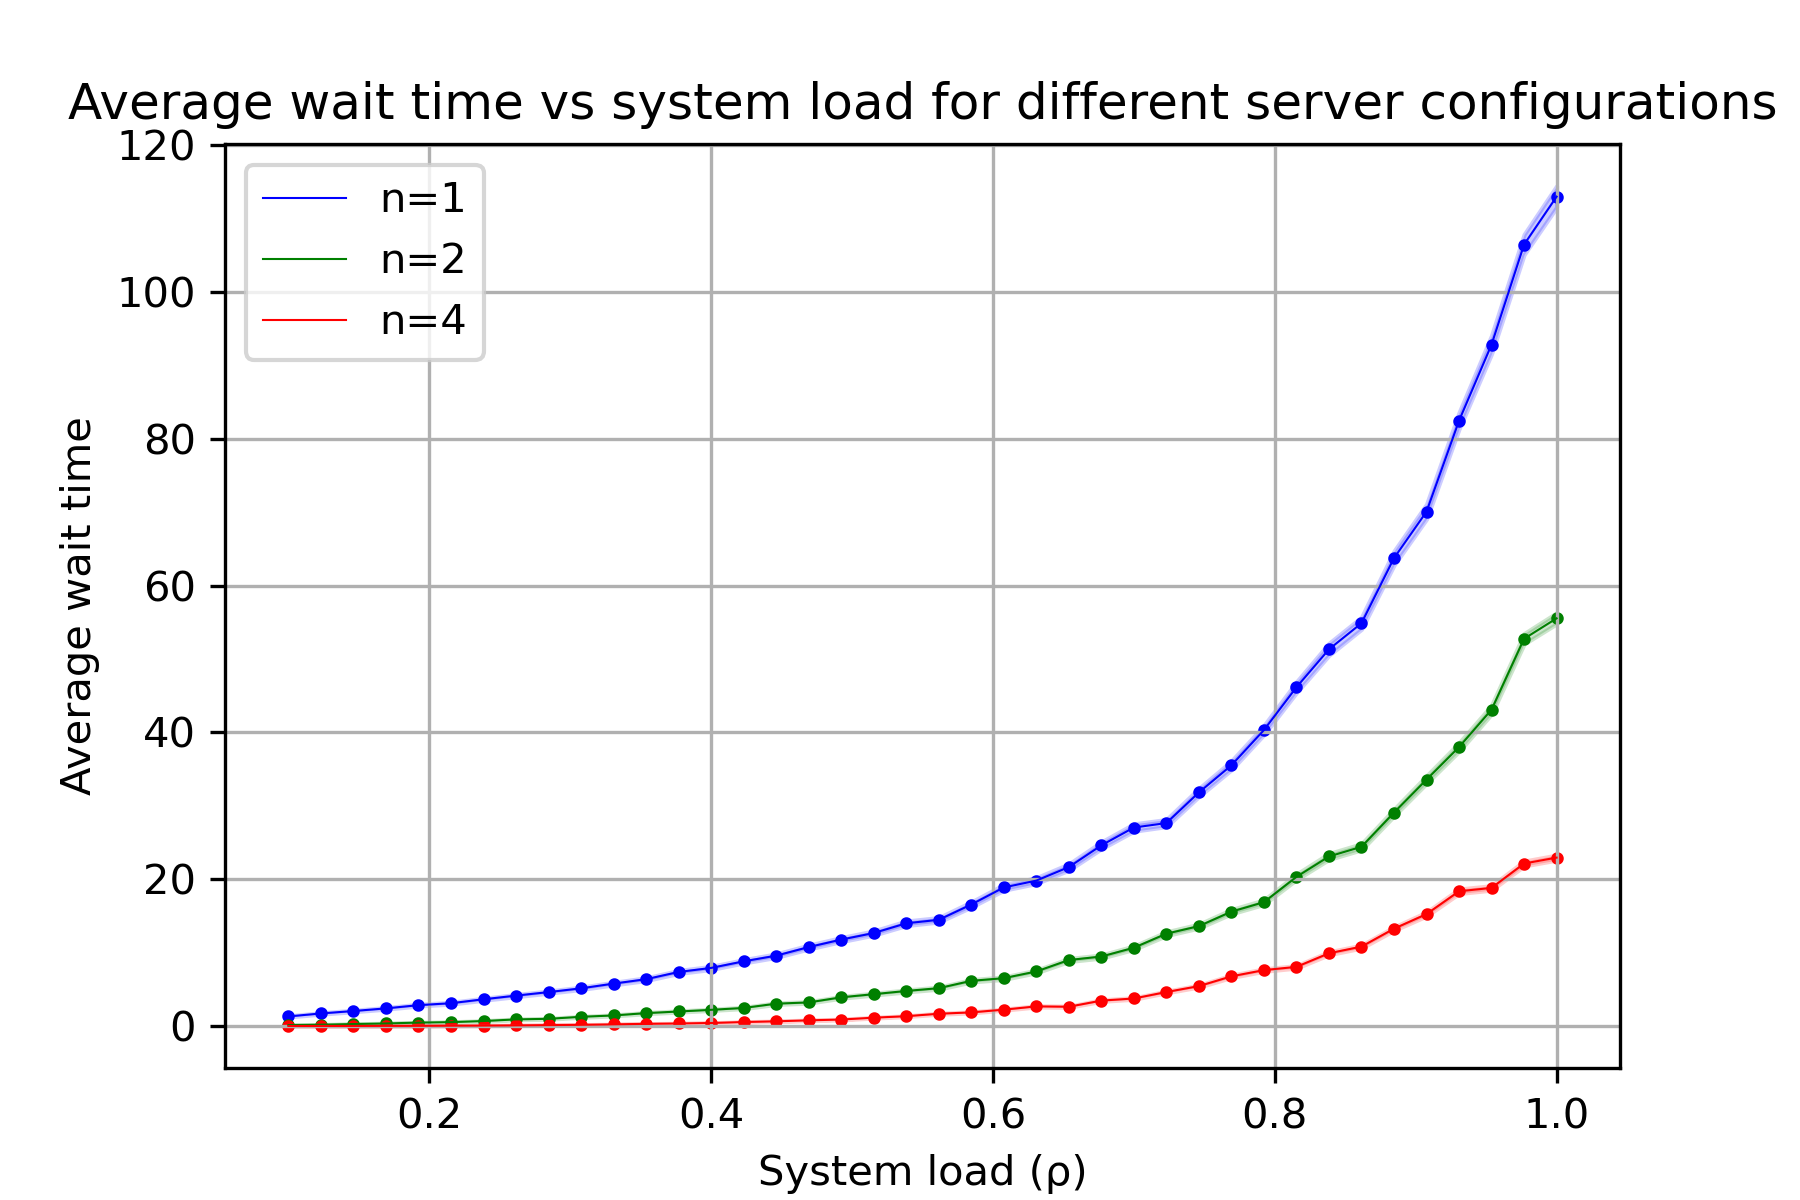 Average wait time vs system load for different server configurations
120
100
80
60
40
20
0
Average wait time
n=1
n=2
n=4
0.2 0.4 0.6 0.8 1.0
System load (ρ)